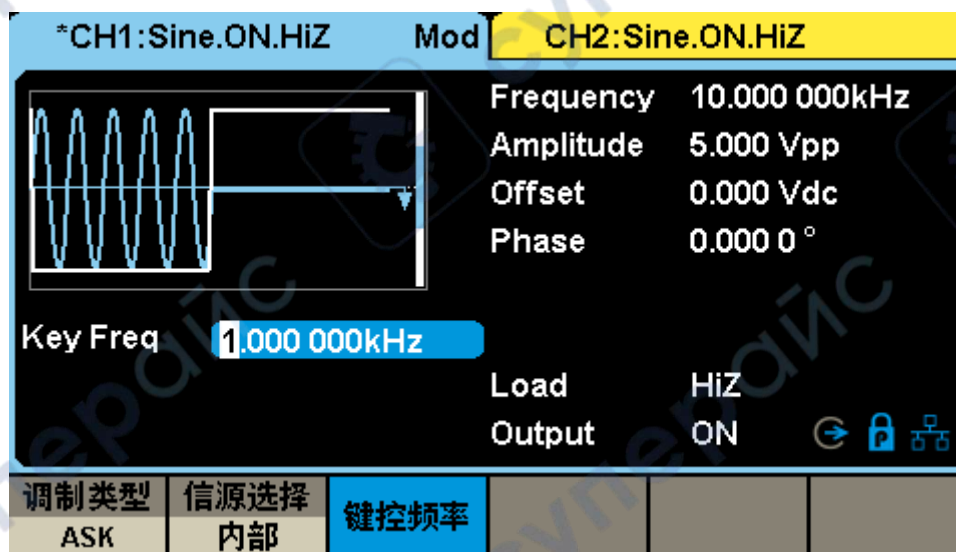 *CH1:Sine.ON.HiZ Mod
CH2:Sine.ON.HiZ
Frequency 10.000 000kHz
Amplitude 5.000 Vpp
Offset 0.000 Vdc
Phase 0.000 0 °
Key Freq 1.000 000kHz
Load HiZ
Output ON
调制类型 信源选择 键控频率
ASK 内部